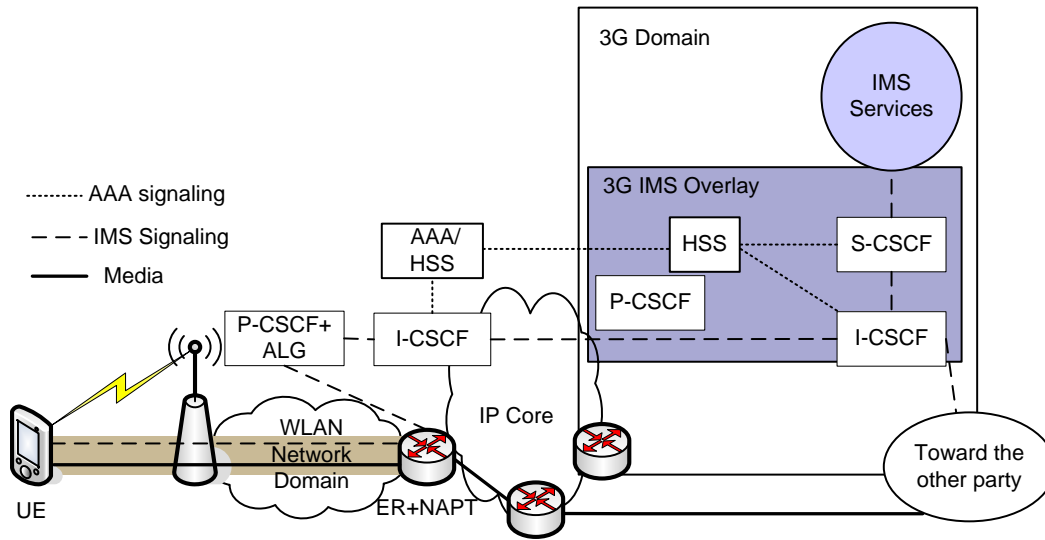 3G Domain
IMS
Services
3G IMS Overlay
AAA signaling
IMS Signaling
Media
AAA/
HSS
HSS
S-CSCF
P-CSCF
P-CSCF+
ALG
I-CSCF
I-CSCF
WLAN
Network
Domain
IP Core
ER+NAPT
UE
Toward the
other party